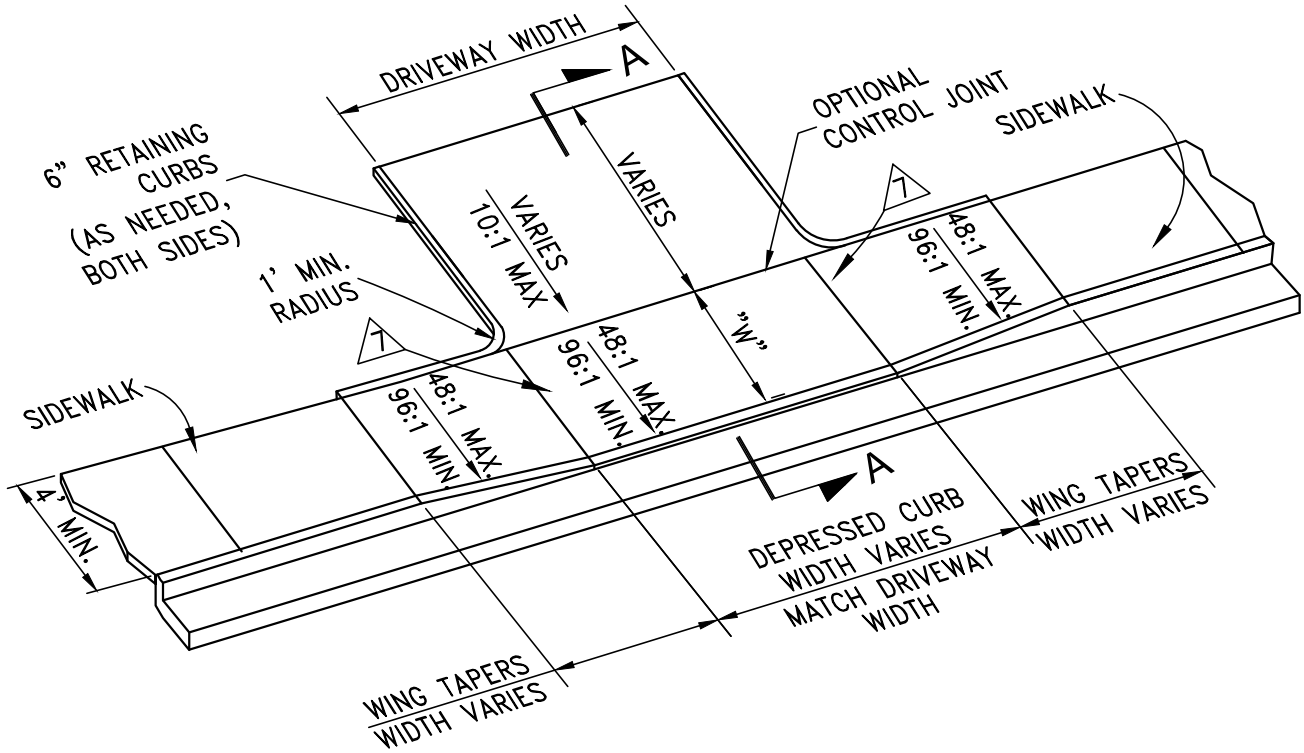 DRIVEWAY WIDTH
A
OPTIONAL
CONTROL JOINT
SIDEWALK
6” RETAINING
CURBS
(AS NEEDED,
BOTH SIDES)
VARIES
VARIES
10:1 MAX
7
48:1 MAX.
96:1 MIN.
1’ MIN.
RADIUS
7
"W"
48:1 MAX.
96:1 MIN.
48:1 MAX.
96:1 MIN
SIDEWALK
4’ MIN.
A
WING TAPERS
WIDTH VARIES
DEPRESSED CURB
WIDTH VARIES
MATCH DRIVEWAY
WIDTH
WING TAPERS
WIDTH VARIES